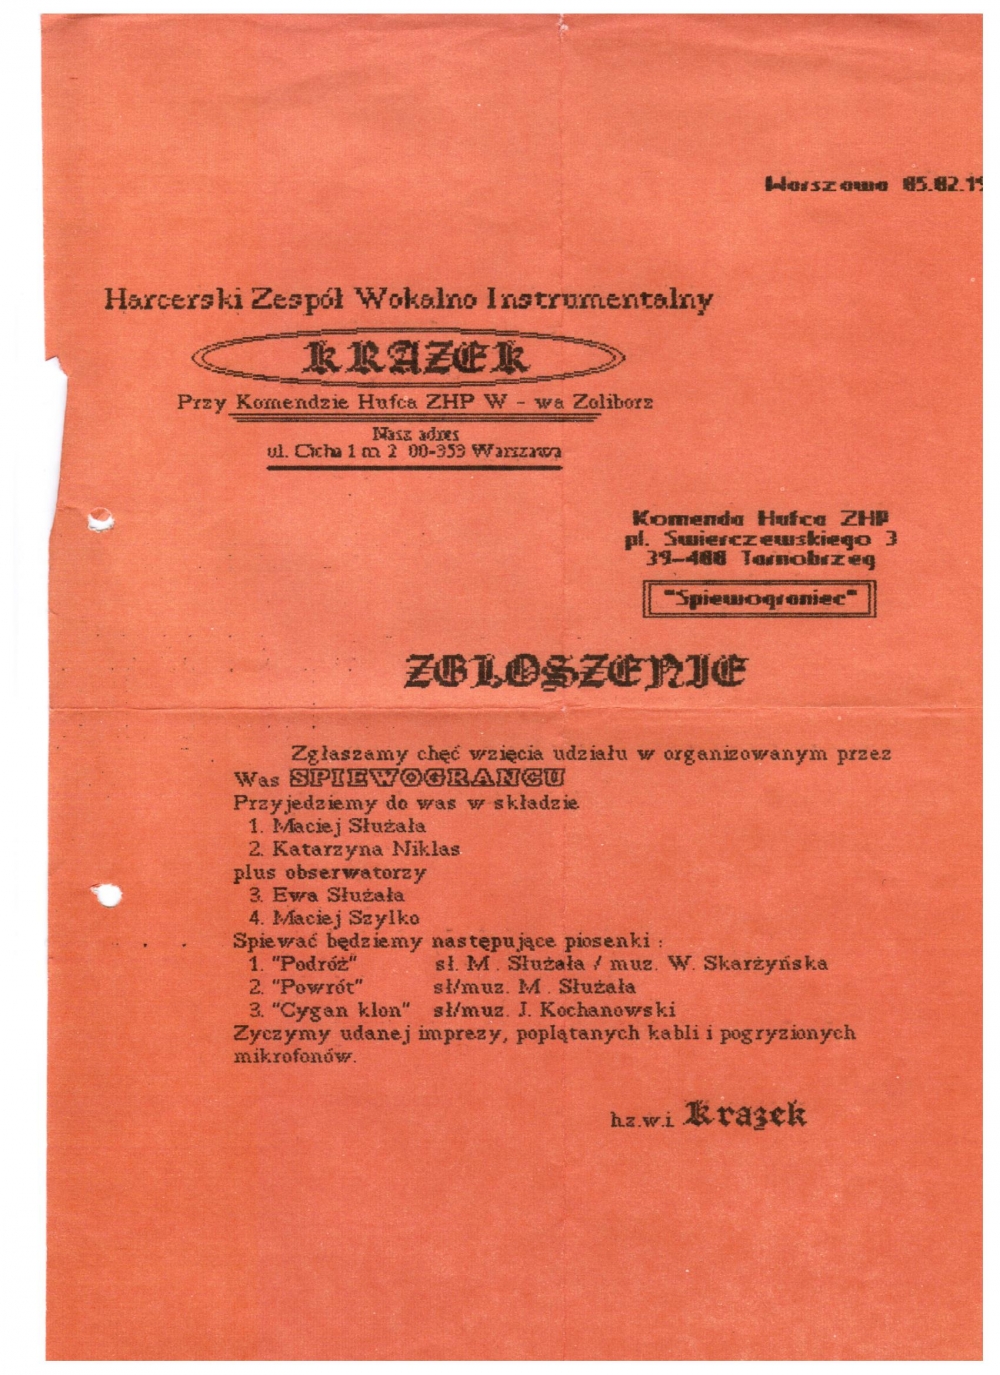 Warszawa 05.02.19
Harcerski Zespół Wokalno Instrumentalny
KRAZEK
Przy Komendzie Hufca ZHP W - wa Zoliborz
Nasz adres
ul. Cicha 1 m 2 00-353 Warszawa
Komenda Hufca ZHP
pl. Swierczewskiego 3
39-400 Tarnobrzeg
"Spiewograniec"
ZGLOSZENIE
Zgłaszamy chęć wzięcia udziału w organizowanym przez
Was SPIEWOGRANCU
Przyjedziemy do was w składzie
1. Maciej Służała
2. Katarzyna Niklas
plus obserwatorzy
3. Ewa Służała
4. Maciej Szylko
Spiewać będziemy następujące piosenki :
1. "Podróż" sł. M . Służała / muz. W. Skarżyńska
2. "Powrót" sł/muz. M . Służała
3. "Cygan klon" sł/muz. J. Kochanowski
Zyczymy udanej imprezy, poplątanych kabli i pogryzionych
mikrofonów.
h.z.w.i Krazek